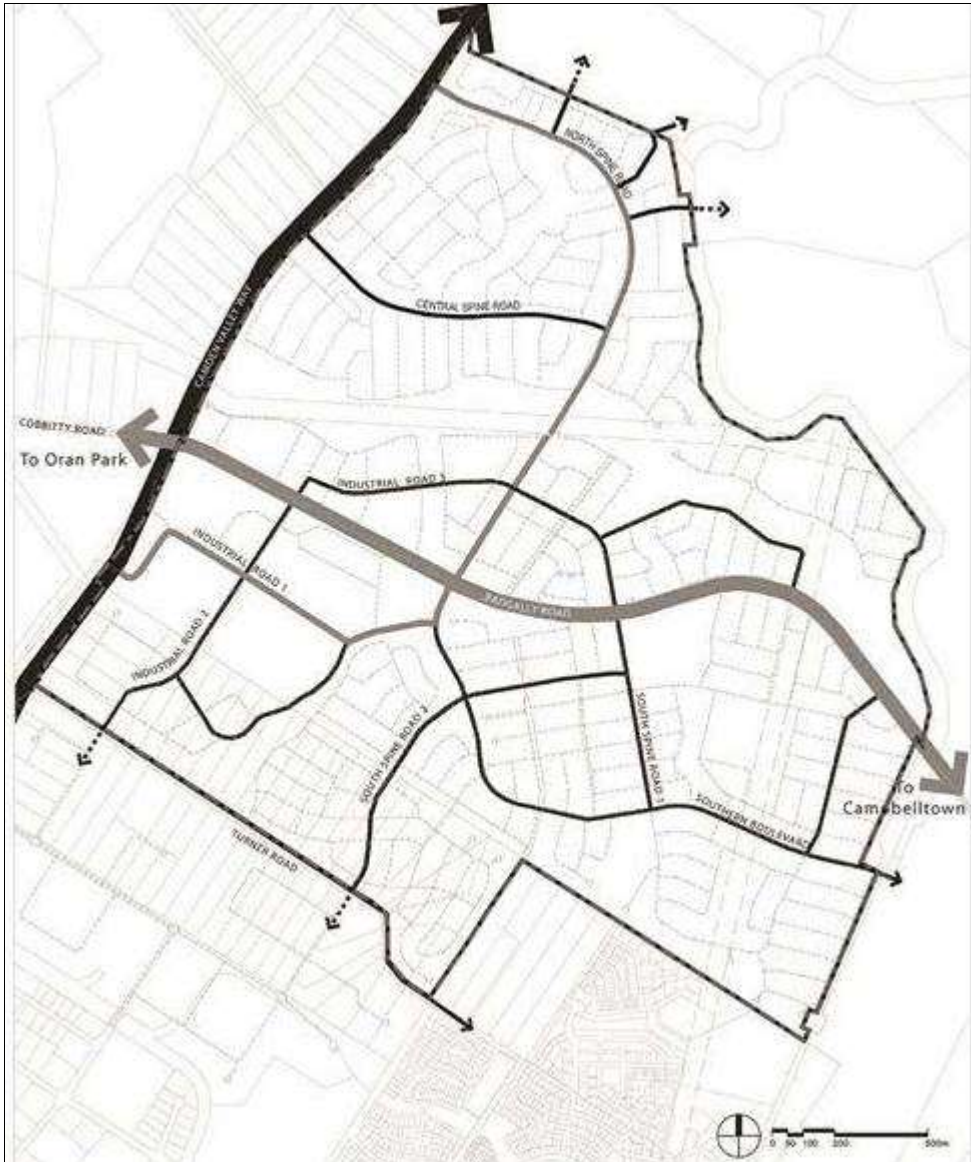 NORTH SPINE ROAD
CENTRAL SPINE ROAD
CAMDEN VALLEY WAY
COBBITTY ROAD
To Oran Park
INDUSTRIAL ROAD 3
INDUSTRIAL ROAD 1
BADGALLY ROAD
INDUSTRIAL ROAD 2
SOUTH SPINE ROAD 2
SOUTH SPINE ROAD 1
SOUTHERN BOULEVARD
To
Campbelltown
TURNER ROAD
0 50 100 200 500m